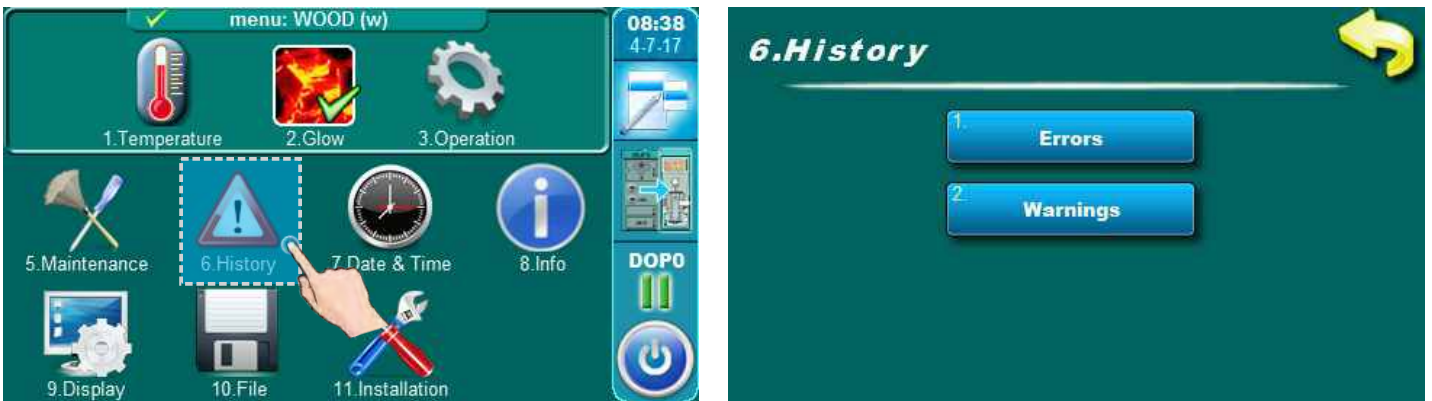 menu: WOOD (w)
08:38
4-7-17
1.Temperature
2.Glow
3.Operation
5.Maintenance
6.History
7.Date & Time
8.Info
DOP0
9.Display
10.File
11.Installation
6.History
1.
Errors
2.
Warnings